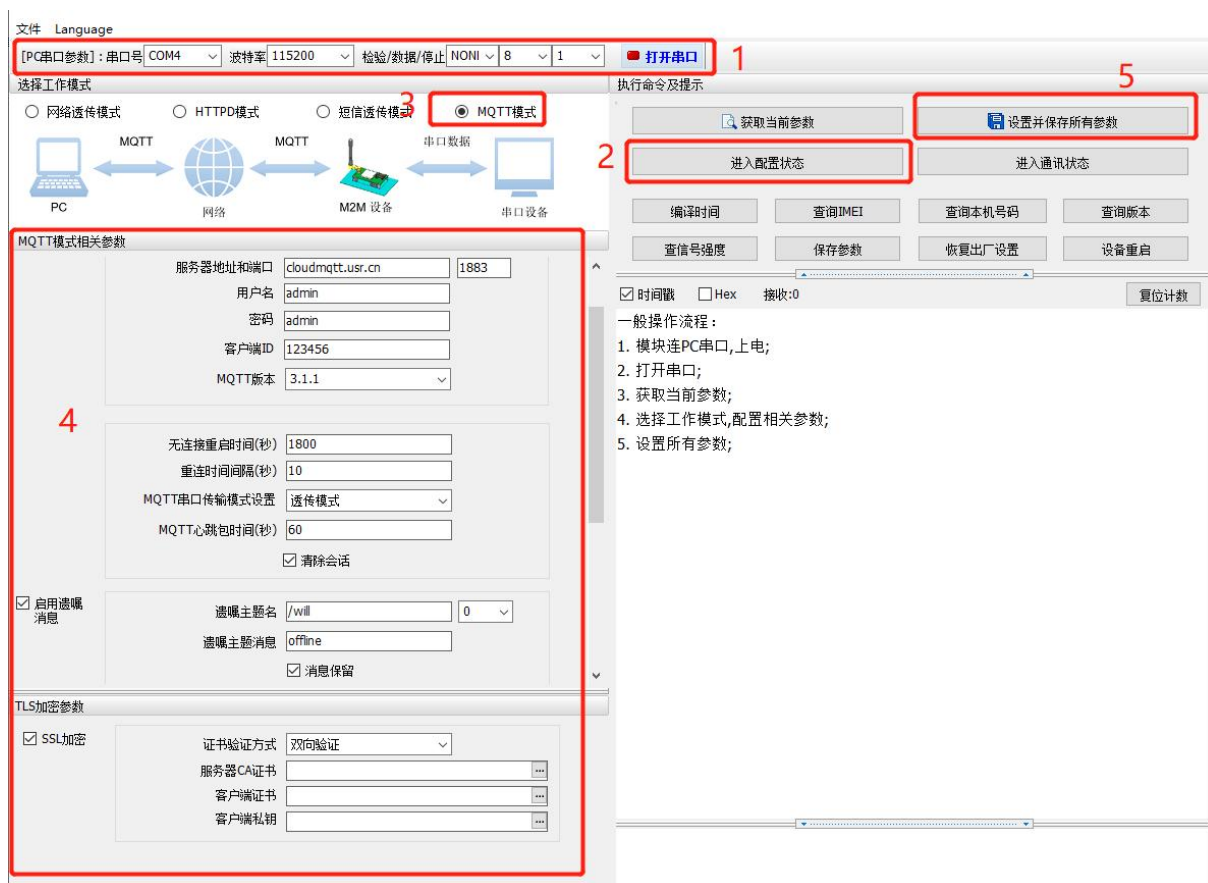 文件 Language
[PC串口参数]：串口号 COM4 波特率 115200 检验/数据/停止 NONI 8 1 打开串口 1
选择工作模式
网络透传模式 HTTPD模式 短信透传模式 3 MQTT模式
MQTT MQTT 串口数据
PC 网络 M2M 设备 串口设备
MQTT模式相关参数
服务器地址和端口 cloudmqtt.usr.cn 1883
用户名 admin
密码 admin
客户端ID 123456
MQTT版本 3.1.1
4
无连接重启时间(秒) 1800
重连时间间隔(秒) 10
MQTT串口传输模式设置 透传模式
MQTT心跳包时间(秒) 60
清除会话
启用遗嘱
消息
遗嘱主题名 /will 0
遗嘱主题消息 offline
消息保留
TLS加密参数
SSL加密
证书验证方式 双向验证
服务器CA证书 ...
客户端证书 ...
客户端私钥 ...
执行命令及提示 5
获取当前参数 设置并保存所有参数
2 进入配置状态 进入通讯状态
编译时间 查询IMEI 查询本机号码 查询版本
查信号强度 保存参数 恢复出厂设置 设备重启
时间戳 Hex 接收:0 复位计数
一般操作流程：
1. 模块连PC串口,上电;
2. 打开串口;
3. 获取当前参数;
4. 选择工作模式,配置相关参数;
5. 设置所有参数;